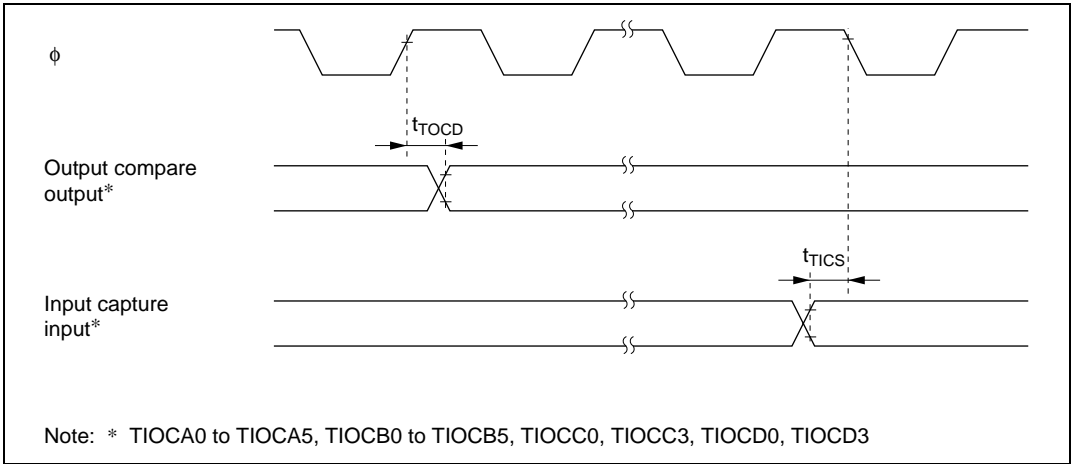 ϕ
tTOCD
Output compare
output*
tTICS
Input capture
input*
Note: * TIOCA0 to TIOCA5, TIOCB0 to TIOCB5, TIOCC0, TIOCC3, TIOCD0, TIOCD3